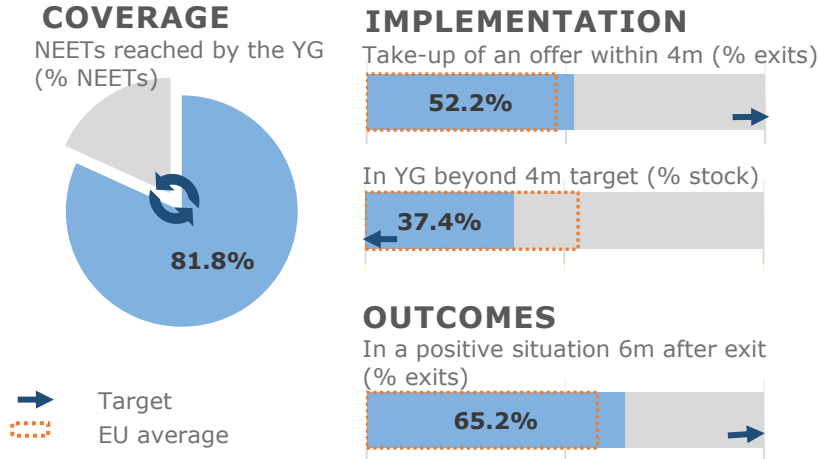 COVERAGE
NEETs reached by the YG
(% NEETs)
81.8%
Target
EU average
IMPLEMENTATION
Take-up of an offer within 4m (% exits)
52.2%
In YG beyond 4m target (% stock)
37.4%
OUTCOMES
In a positive situation 6m after exit
(% exits)
65.2%